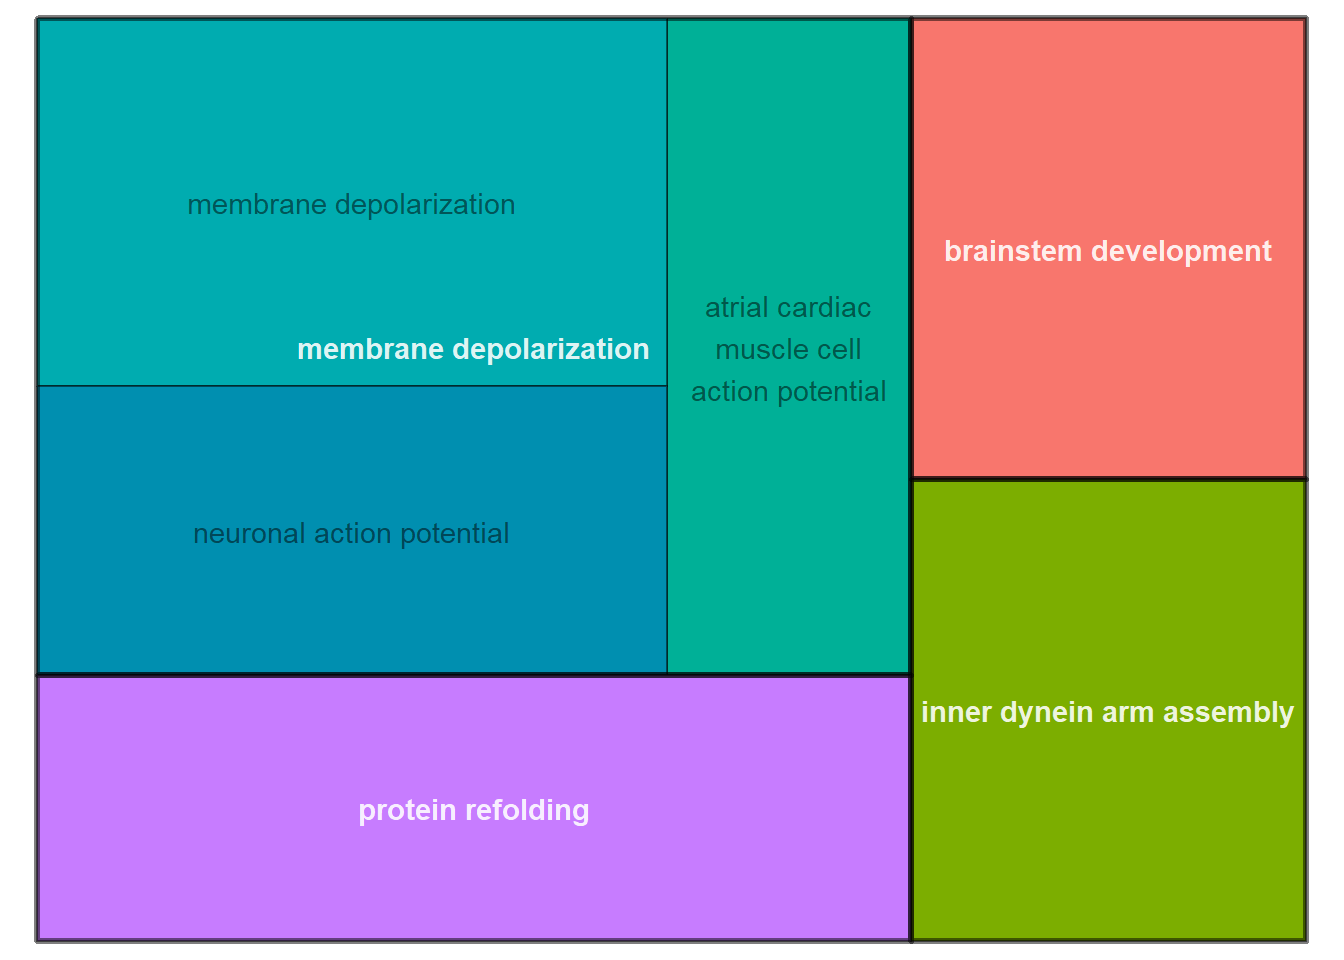 membrane depolarization
membrane depolarization
neuronal action potential
atrial cardiac
muscle cell
action potential
brainstem development
inner dynein arm assembly
protein refolding